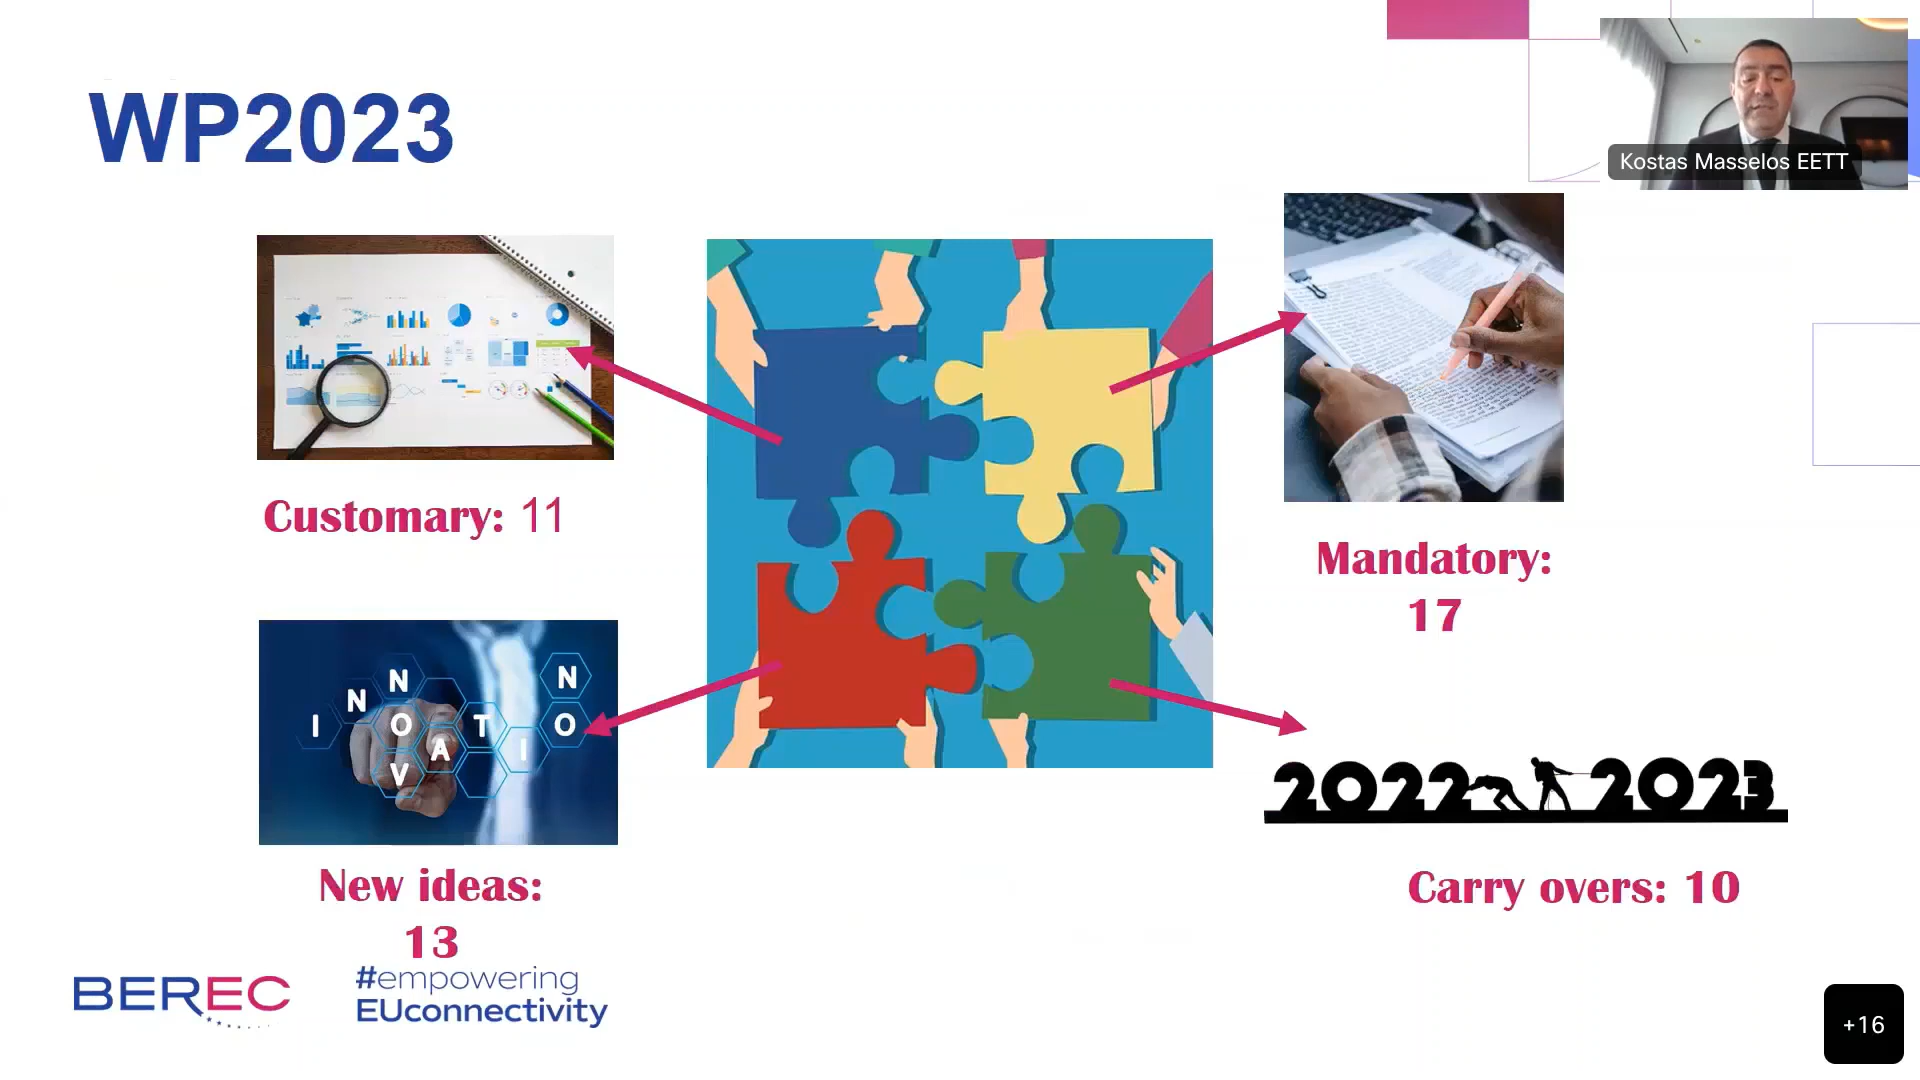 WP2023
Kostas Masselos EETT
Customary: 11
Mandatory:
17
INNOVATION
2022 2023
New ideas:
13
Carry overs: 10
BEREC
#empowering
EUconnectivity
+16